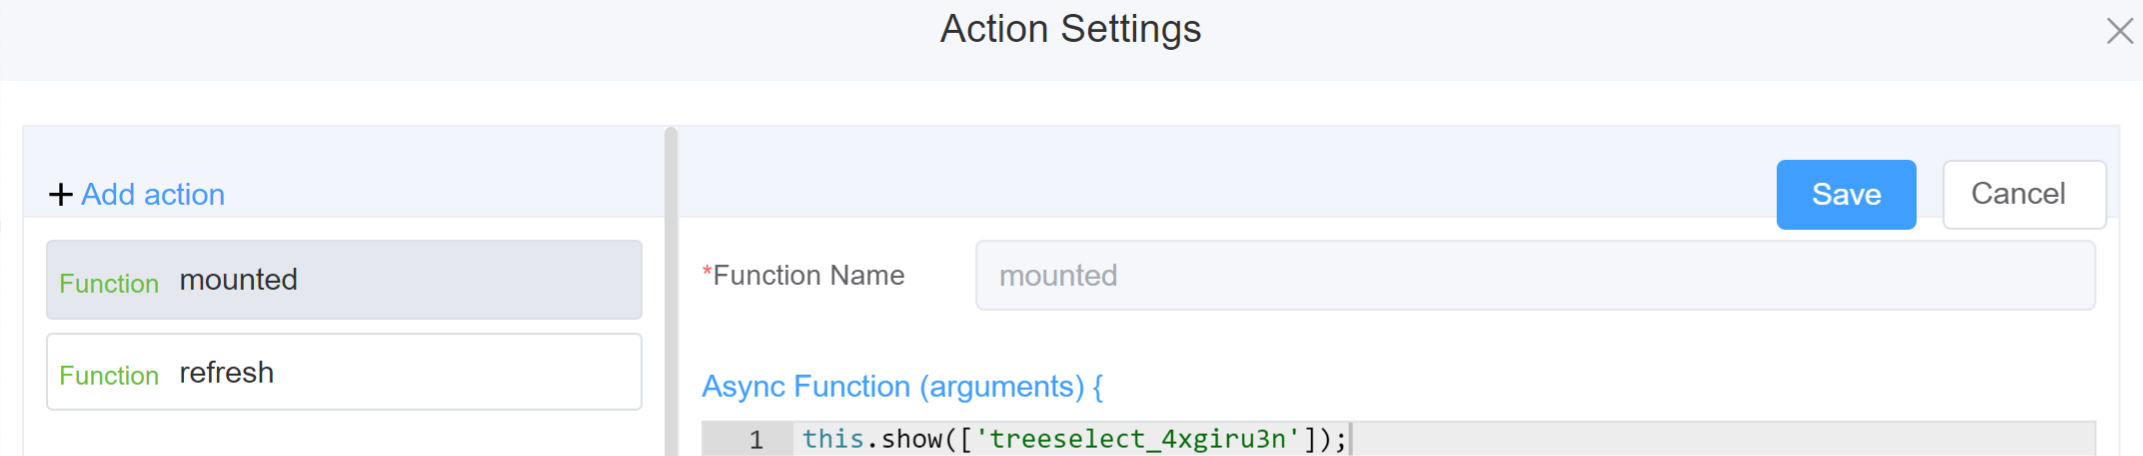 Action Settings
+ Add action
Save
Cancel
Function mounted
Function refresh
*Function Name
mounted
Async Function (arguments) {
1 this.show(['treeselect_4xgiru3n']);